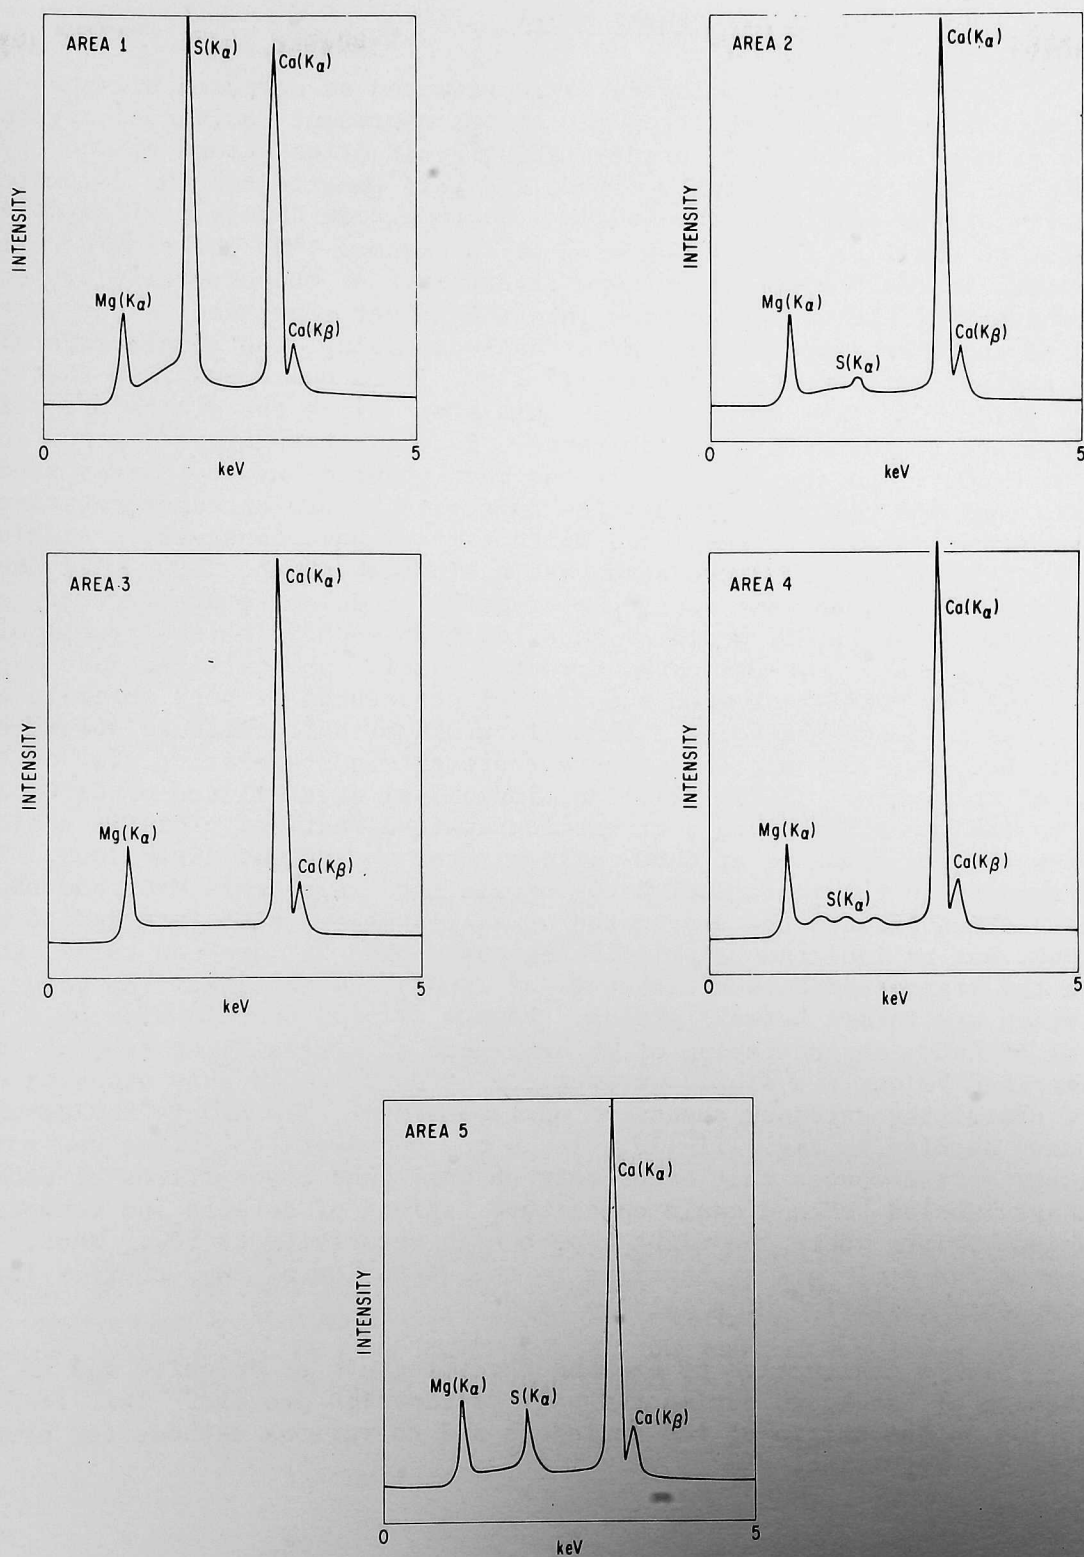 AREA 1
S(Kα)
Ca(Kα)
Mg(Kα)
Ca(Kβ)
INTENSITY
0
5
keV
AREA 2
Ca(Kα)
Mg(Kα)
S(Kα)
Ca(Kβ)
INTENSITY
0
5
keV
AREA 3
Ca(Kα)
Mg(Kα)
Ca(Kβ)
INTENSITY
0
5
keV
AREA 4
Ca(Kα)
Mg(Kα)
S(Kα)
Ca(Kβ)
INTENSITY
0
5
keV
AREA 5
Ca(Kα)
Mg(Kα)
S(Kα)
Ca(Kβ)
INTENSITY
0
5
keV